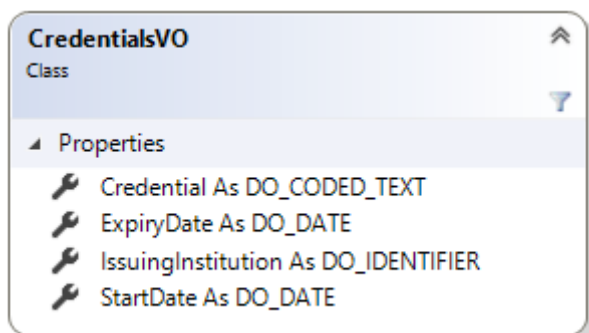 CredentialsVO
Class
Properties
Credential As DO_CODED_TEXT
ExpiryDate As DO_DATE
IssuingInstitution As DO_IDENTIFIER
StartDate As DO_DATE